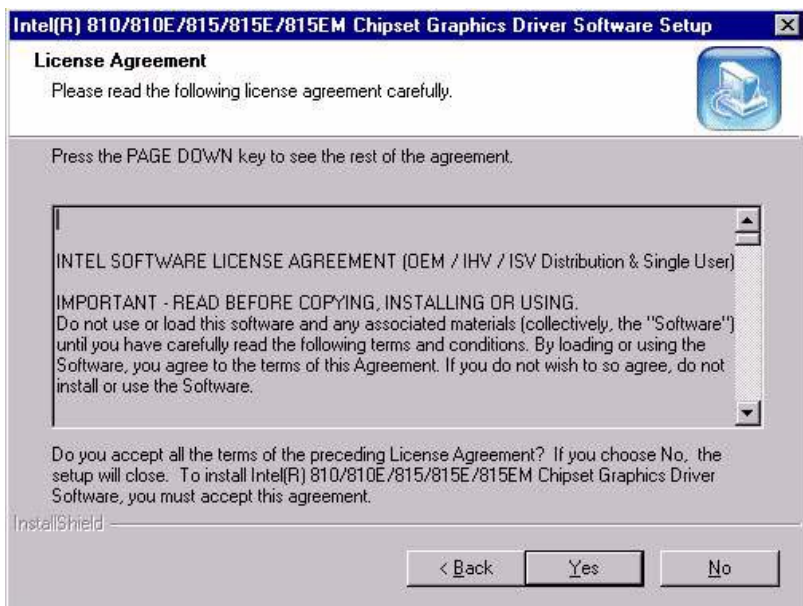 Intel(R) 810/810E/815/815E/815EM Chipset Graphics Driver Software Setup
License Agreement
Please read the following license agreement carefully.
Press the PAGE DOWN key to see the rest of the agreement.
INTEL SOFTWARE LICENSE AGREEMENT (OEM / IHV / ISV Distribution & Single User)
IMPORTANT - READ BEFORE COPYING, INSTALLING OR USING.
Do not use or load this software and any associated materials (collectively, the "Software")
until you have carefully read the following terms and conditions. By loading or using the
Software, you agree to the terms of this Agreement. If you do not wish to so agree, do not
install or use the Software.
Do you accept all the terms of the preceding License Agreement? If you choose No, the
setup will close. To install Intel(R) 810/810E/815/815E/815EM Chipset Graphics Driver
Software, you must accept this agreement.
InstallShield
< Back
Yes
No